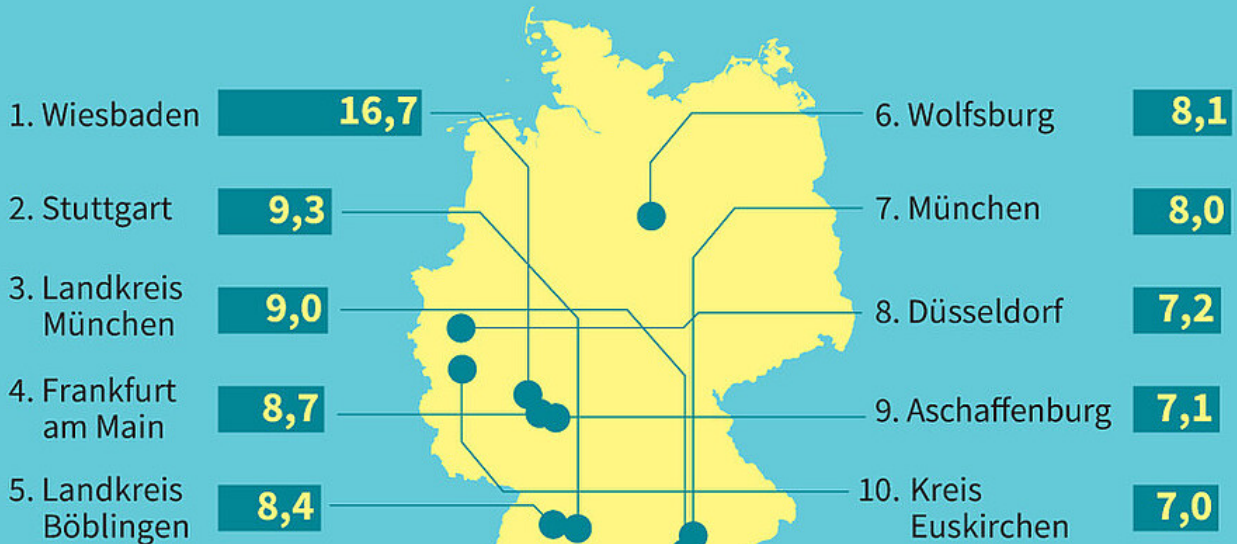 1. Wiesbaden 16,7
2. Stuttgart 9,3
3. Landkreis
München 9,0
4. Frankfurt
am Main 8,7
5. Landkreis
Böblingen 8,4
6. Wolfsburg 8,1
7. München 8,0
8. Düsseldorf 7,2
9. Aschaffenburg 7,1
10. Kreis
Euskirchen 7,0